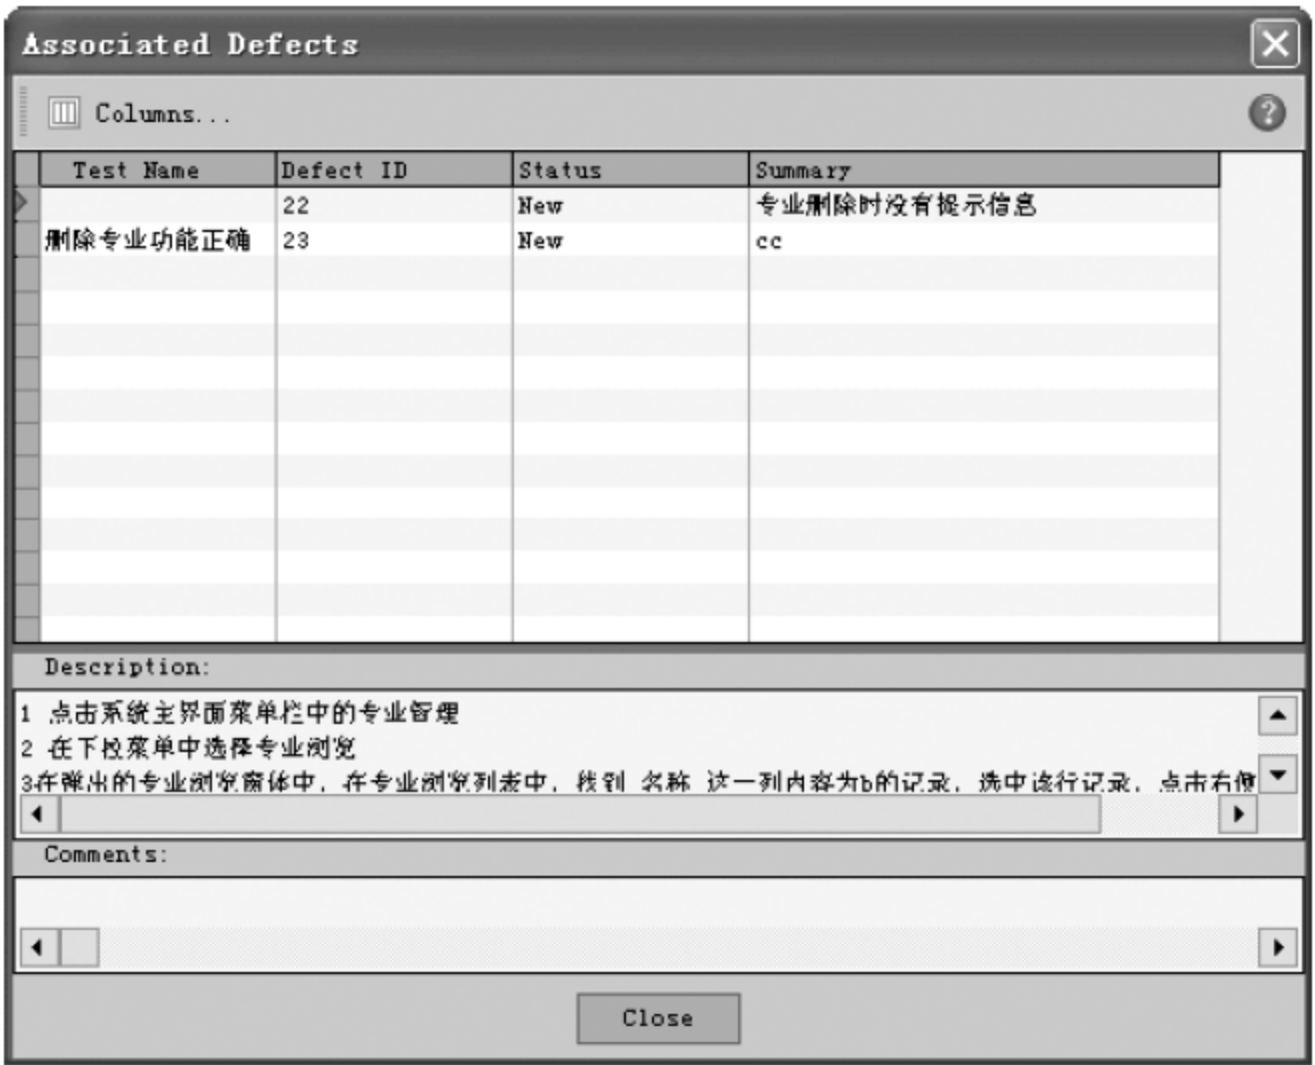 Associated Defects
Columns...
Test Name Defect ID Status Summary
22 New 专业删除时没有提示信息
删除专业功能正确 23 New cc
Description:
1 点击系统主界面菜单栏中的专业管理
2 在下拉菜单中选择专业浏览
3在弹出的专业浏览窗体中，在专业浏览列表中，找到 名称 这一列内容为b的记录，选中该行记录，点击右侧
Comments:
Close